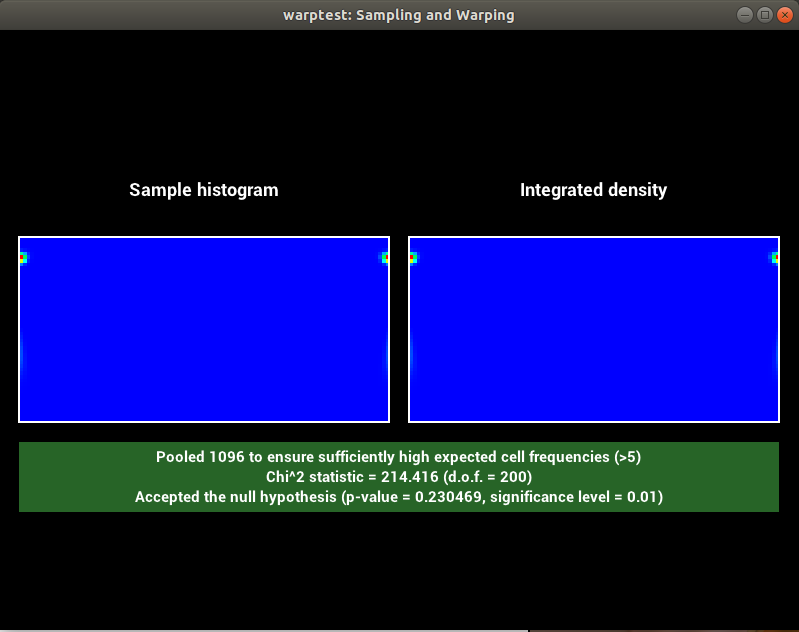 warptest: Sampling and Warping
Sample histogram
Integrated density
Pooled 1096 to ensure sufficiently high expected cell frequencies (>5)
Chi^2 statistic = 214.416 (d.o.f. = 200)
Accepted the null hypothesis (p-value = 0.230469, significance level = 0.01)